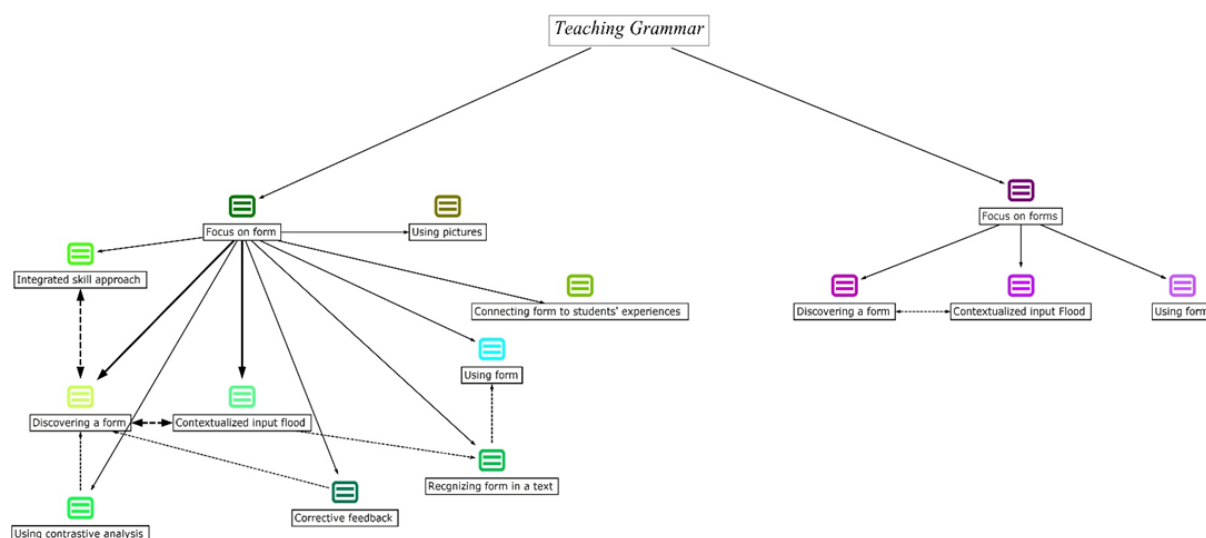 Teaching Grammar
Focus on form
Using pictures
Focus on forms
Integrated skill approach
Connecting form to students' experiences
Discovering a form
Contextualized input Flood
Using form
Using form
Discovering a form
Contextualized input flood
Recgnizing form in a text
Corrective feedback
Using contrastive analysis